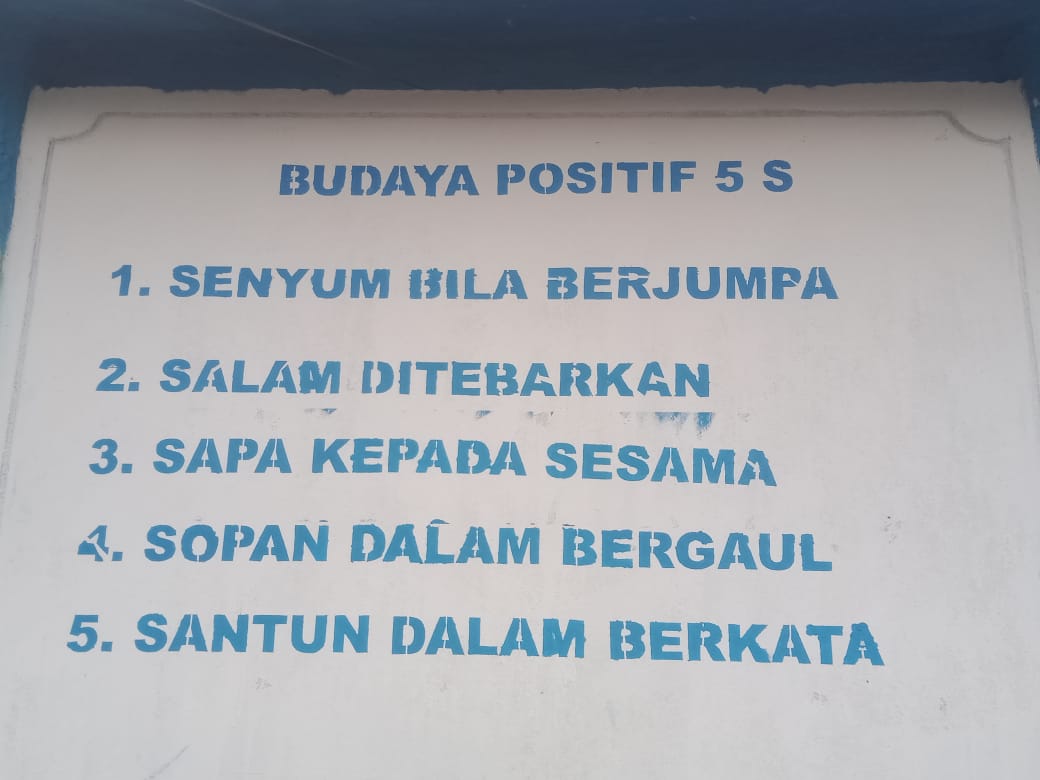 BUDAYA POSITIF 5 S
1. SENYUM BILA BERJUMPA
2. SALAM DITEBARKAN
3. SAPA KEPADA SESAMA
4. SOPAN DALAM BERGAUL
5. SANTUN DALAM BERKATA